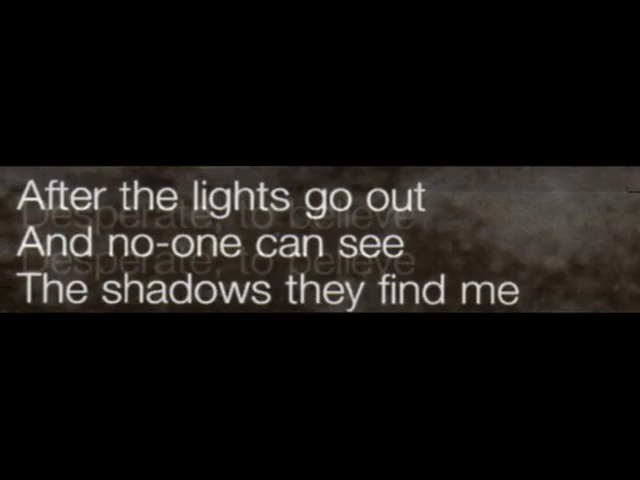 After the lights go out
Desperate, to believe
And no-one can see
Desperate, to believe
The shadows they find me